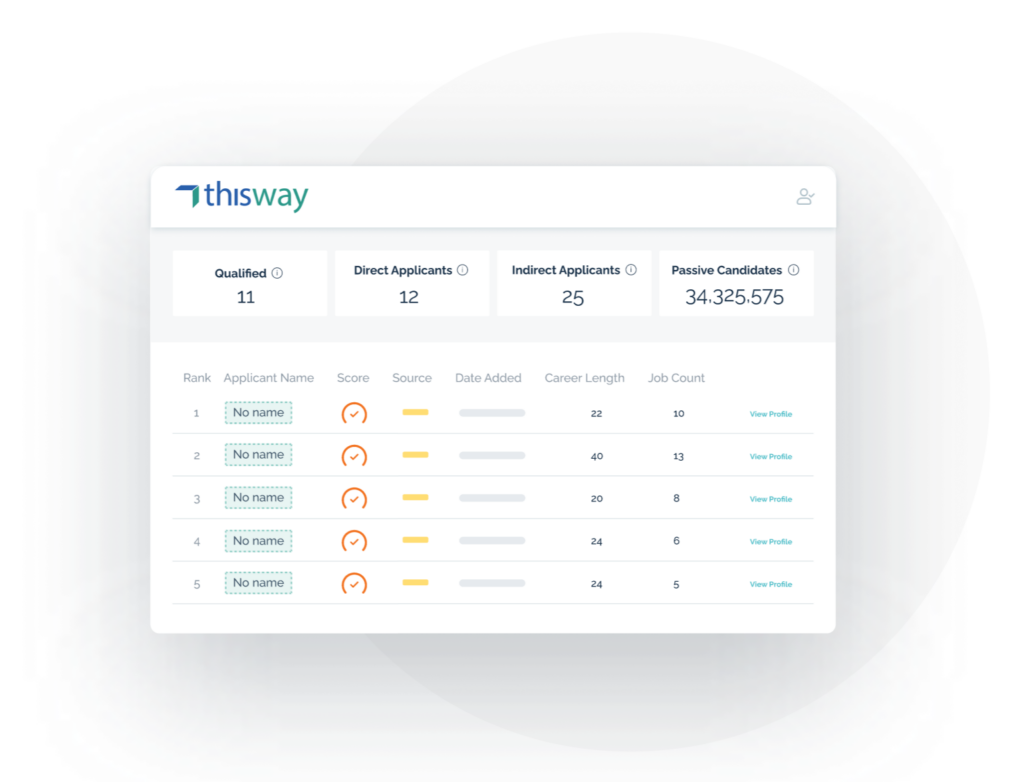 thisway
Qualified
11
Direct Applicants
12
Indirect Applicants
25
Passive Candidates
34,325,575
Rank Applicant Name Score Source Date Added Career Length Job Count
1 No name 22 10 View Profile
2 No name 40 13 View Profile
3 No name 20 8 View Profile
4 No name 24 6 View Profile
5 No name 24 5 View Profile